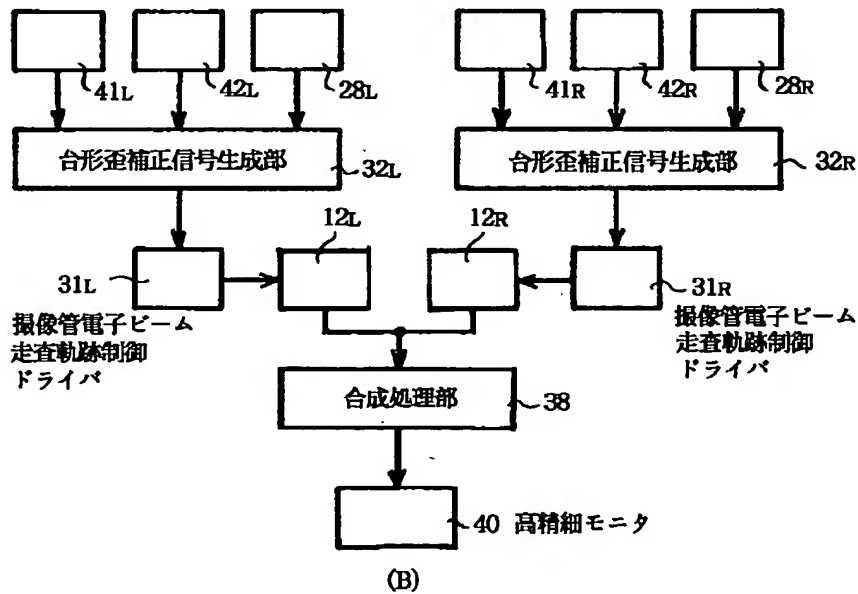 41L
42L
28L
41R
42R
28R
台形歪補正信号生成部
32L
台形歪補正信号生成部
32R
12L
12R
31L
31R
撮像管電子ビーム
走査軌跡制御
ドライバ
撮像管電子ビーム
走査軌跡制御
ドライバ
合成処理部
38
40 高精細モニタ
(B)